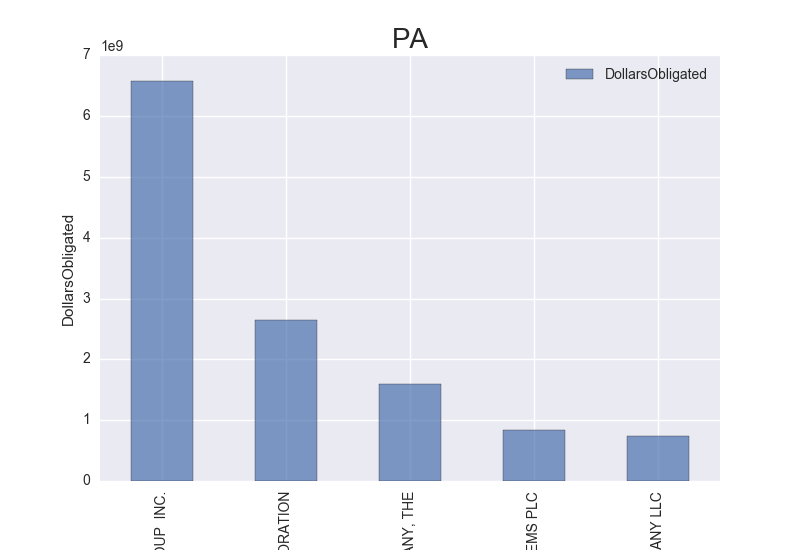 PA
1e9
7
6
5
4
3
2
1
0
DollarsObligated
DollarsObligated
OUP  INC.
ORATION
ANY, THE
EMS PLC
ANY LLC